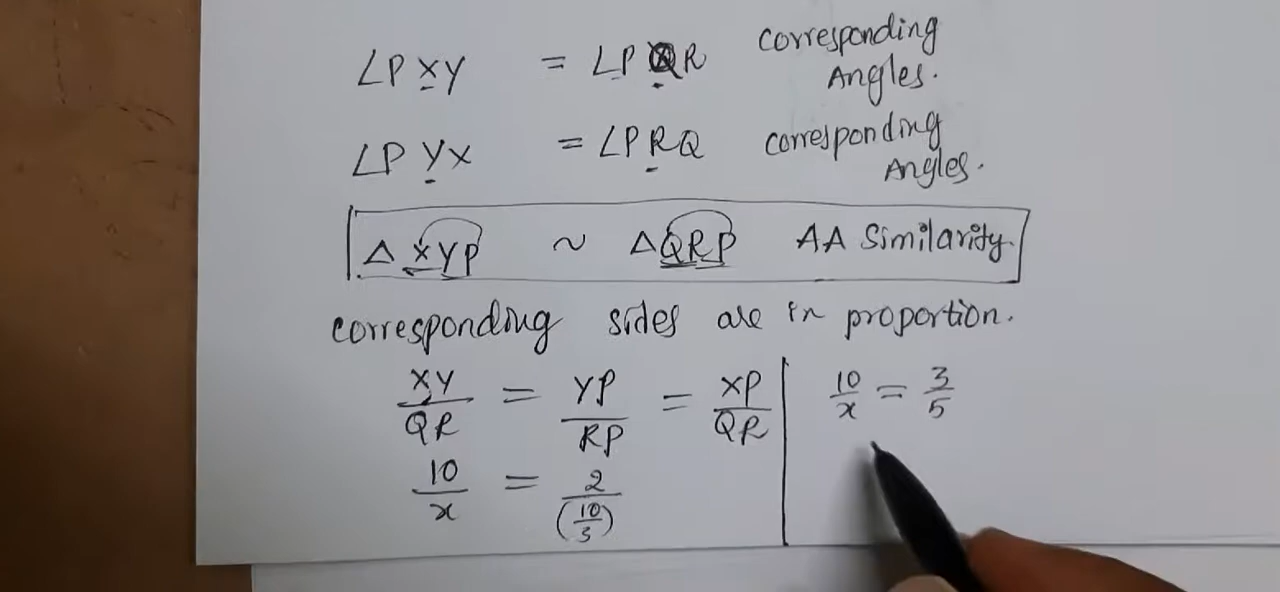 ∠PXY = ∠PQR corresponding Angles.
∠PYX = ∠PRQ corresponding Angles.
Δ XYP ~ Δ QRP AA Similarity.
corresponding sides are in proportion.
XY/QR = YP/RP = XP/QR
10/x = 2/(10/3)
10/x = 3/5